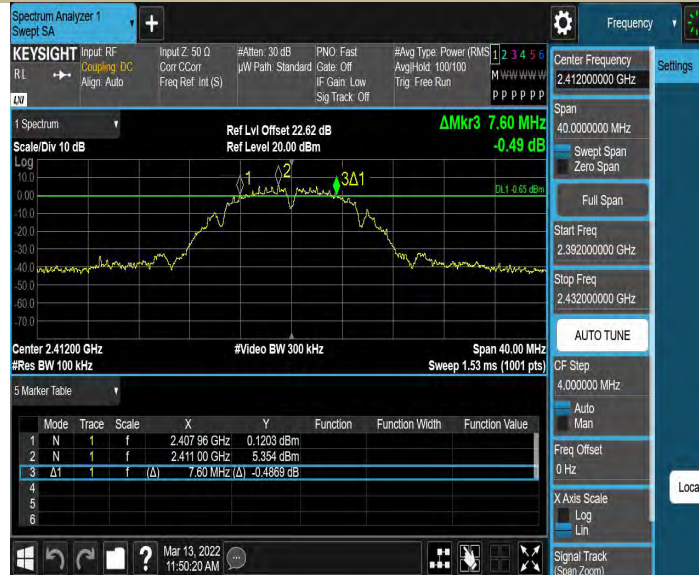 Spectrum Analyzer 1
Swept SA
+
Frequency
KEYSIGHT
RL
LXI
Input: RF
Coupling: DC
Align: Auto
Input Z: 50 Ω
Corr CCorr
Freq Ref: Int (S)
#Atten: 30 dB
µW Path: Standard
PNO: Fast
Gate: Off
IF Gain: Low
Sig Track: Off
#Avg Type: Power (RMS
Avg|Hold: 100/100
Trig: Free Run
1 2 3 4 5 6
M W W W W W
P P P P P P
1 Spectrum
Scale/Div 10 dB
Ref Lvl Offset 22.62 dB
Ref Level 20.00 dBm
ΔMkr3 7.60 MHz
-0.49 dB
Log
10.0
0.00
-10.0
-20.0
-30.0
-40.0
-50.0
-60.0
-70.0
1
2
3Δ1
DL1 -0.65 dBm
Center 2.41200 GHz
#Video BW 300 kHz
Span 40.00 MHz
#Res BW 100 kHz
Sweep 1.53 ms (1001 pts)
5 Marker Table
Mode Trace Scale X Y Function Function Width Function Value
1 N 1 f 2.407 96 GHz 0.1203 dBm
2 N 1 f 2.411 00 GHz 5.354 dBm
3 Δ1 1 f (Δ) 7.60 MHz (Δ) -0.4869 dB
4
5
6
?
Mar 13, 2022
11:50:20 AM
Center Frequency
2.412000000 GHz
Settings
Span
40.0000000 MHz
Swept Span
Zero Span
Full Span
Start Freq
2.392000000 GHz
Stop Freq
2.432000000 GHz
AUTO TUNE
CF Step
4.000000 MHz
Auto
Man
Freq Offset
0 Hz
Loca
X Axis Scale
Log
Lin
Signal Track
(Span Zoom)